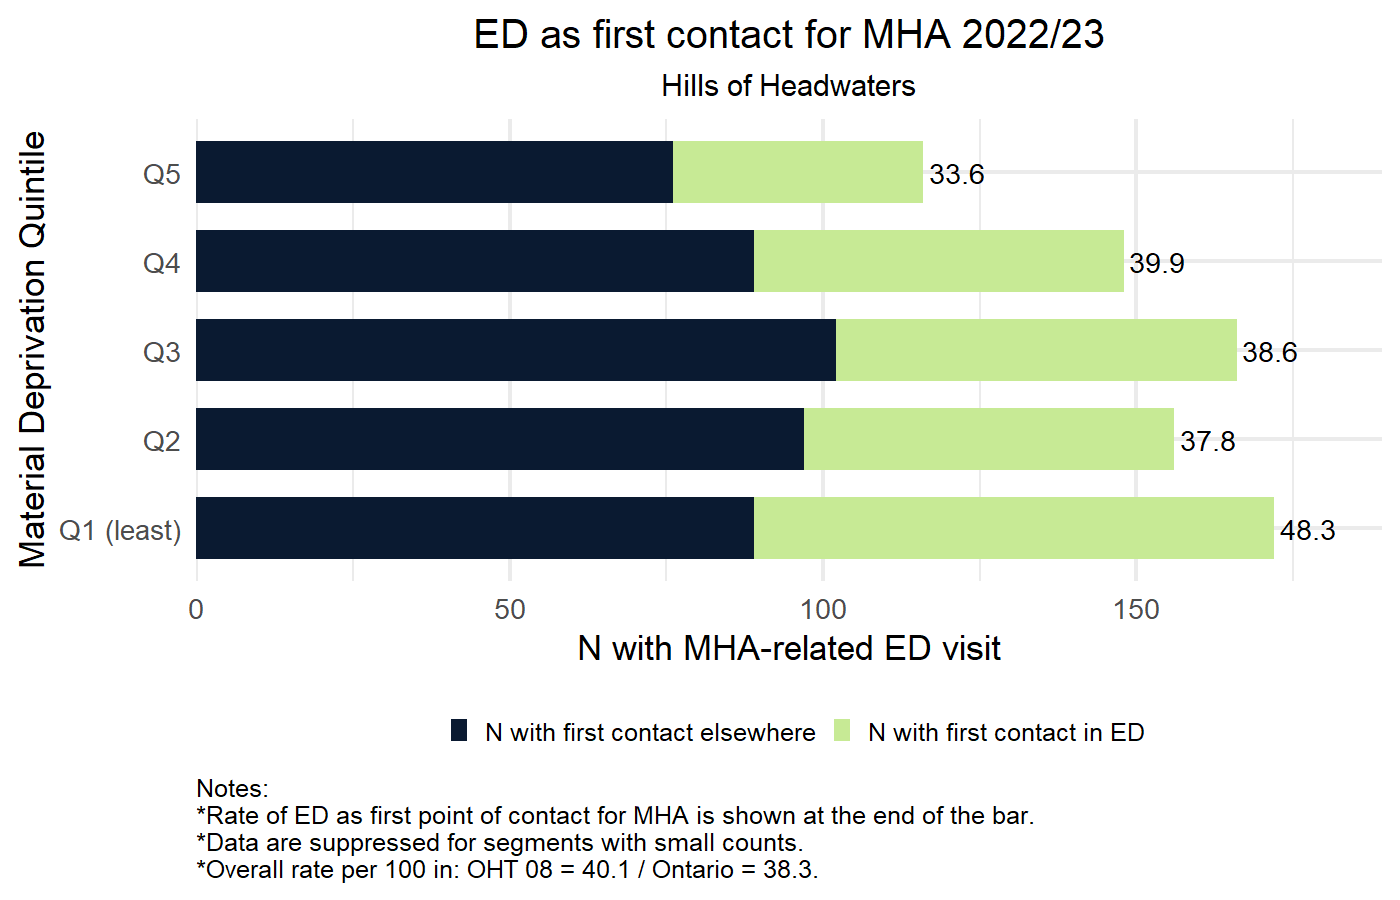 ED as first contact for MHA 2022/23
Hills of Headwaters
Material Deprivation Quintile
Q5
33.6
Q4
39.9
Q3
38.6
Q2
37.8
Q1 (least)
48.3
0 50 100 150
N with MHA-related ED visit
N with first contact elsewhere N with first contact in ED
Notes:
*Rate of ED as first point of contact for MHA is shown at the end of the bar.
*Data are suppressed for segments with small counts.
*Overall rate per 100 in: OHT 08 = 40.1 / Ontario = 38.3.